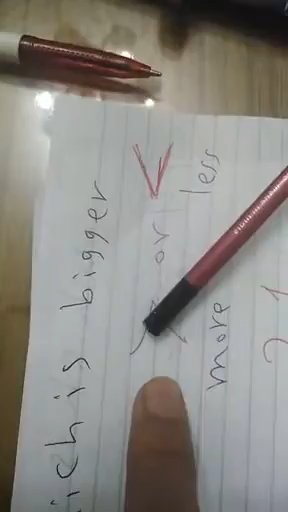 ich is bigger
or <
more less